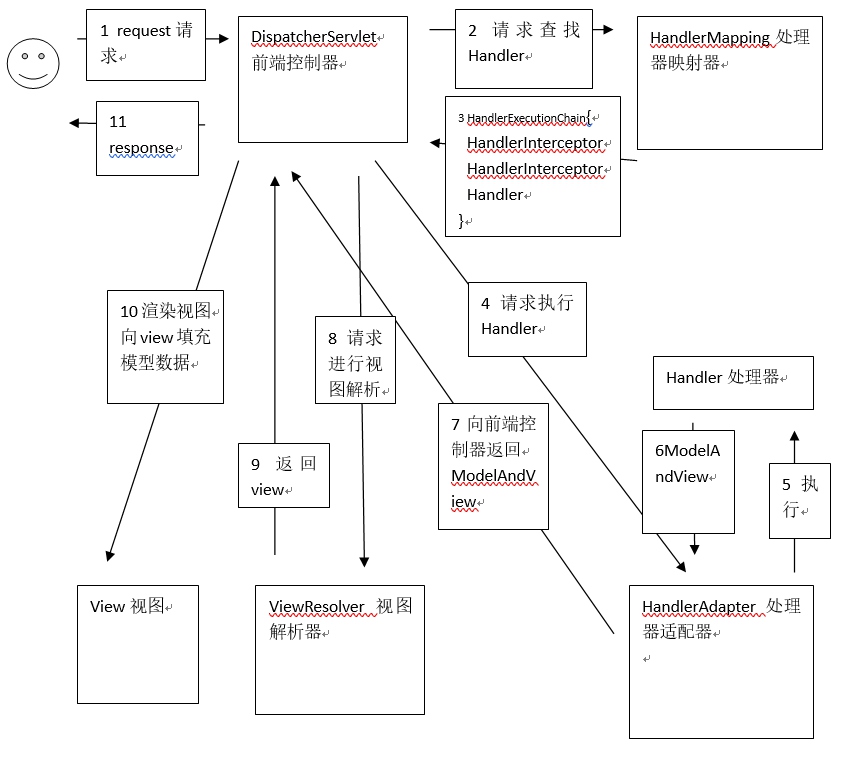 1 request 请
求
DispatcherServlet
前端控制器
2 请求查找
Handler
HandlerMapping 处理
器映射器
11
response
3 HandlerExecutionChain{
HandlerInterceptor
HandlerInterceptor
Handler
}
4 请求执行
Handler
10 渲染视图
向 view 填充
模型数据
8 请求
进行视
图解析
Handler 处理器
7 向前端控
制器返回
ModelAndV
iew
6ModelA
ndView
9 返回
view
5 执
行
View 视图
ViewResolver 视图
解析器
HandlerAdapter 处理
器适配器